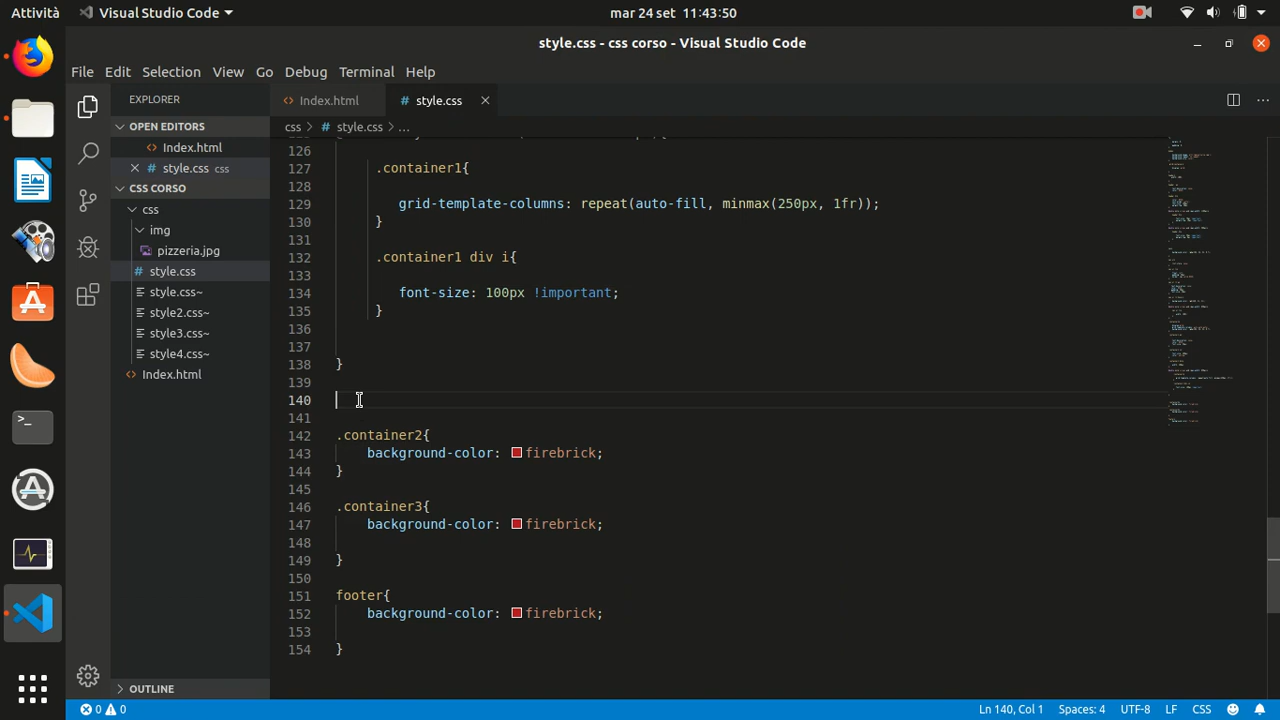 Attività
Visual Studio Code
mar 24 set 11:43:50
style.css - css corso - Visual Studio Code
File Edit Selection View Go Debug Terminal Help
EXPLORER
OPEN EDITORS
Index.html
style.css css
CSS CORSO
css
img
pizzeria.jpg
style.css
style.css~
style2.css~
style3.css~
style4.css~
Index.html
OUTLINE
Index.html
style.css
css > style.css > ...
126
127 .container1{
128
129 grid-template-columns: repeat(auto-fill, minmax(250px, 1fr));
130 }
131
132 .container1 div i{
133
134 font-size: 100px !important;
135 }
136
137
138 }
139
140
141
142 .container2{
143 background-color: firebrick;
144 }
145
146 .container3{
147 background-color: firebrick;
148
149 }
150
151 footer{
152 background-color: firebrick;
153
154 }
0 0
Ln 140, Col 1 Spaces: 4 UTF-8 LF CSS